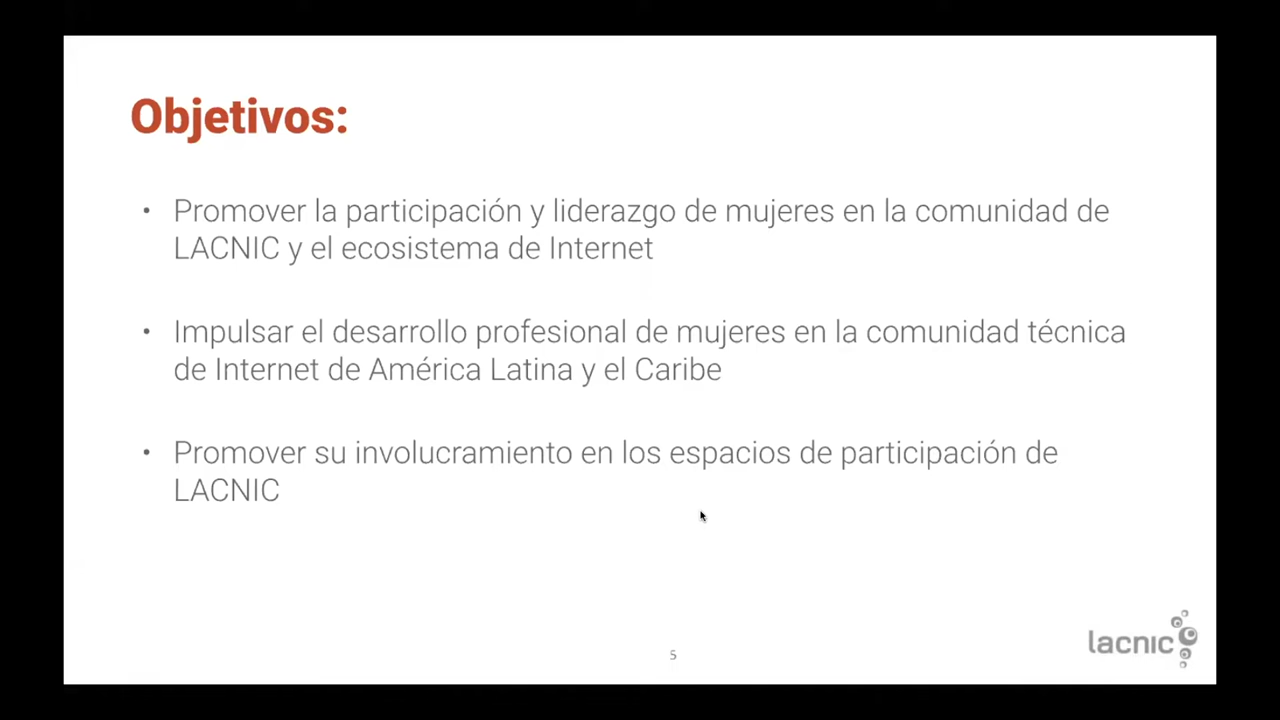 Objetivos:
• Promover la participación y liderazgo de mujeres en la comunidad de
LACNIC y el ecosistema de Internet
• Impulsar el desarrollo profesional de mujeres en la comunidad técnica
de Internet de América Latina y el Caribe
• Promover su involucramiento en los espacios de participación de
LACNIC
lacnic
5